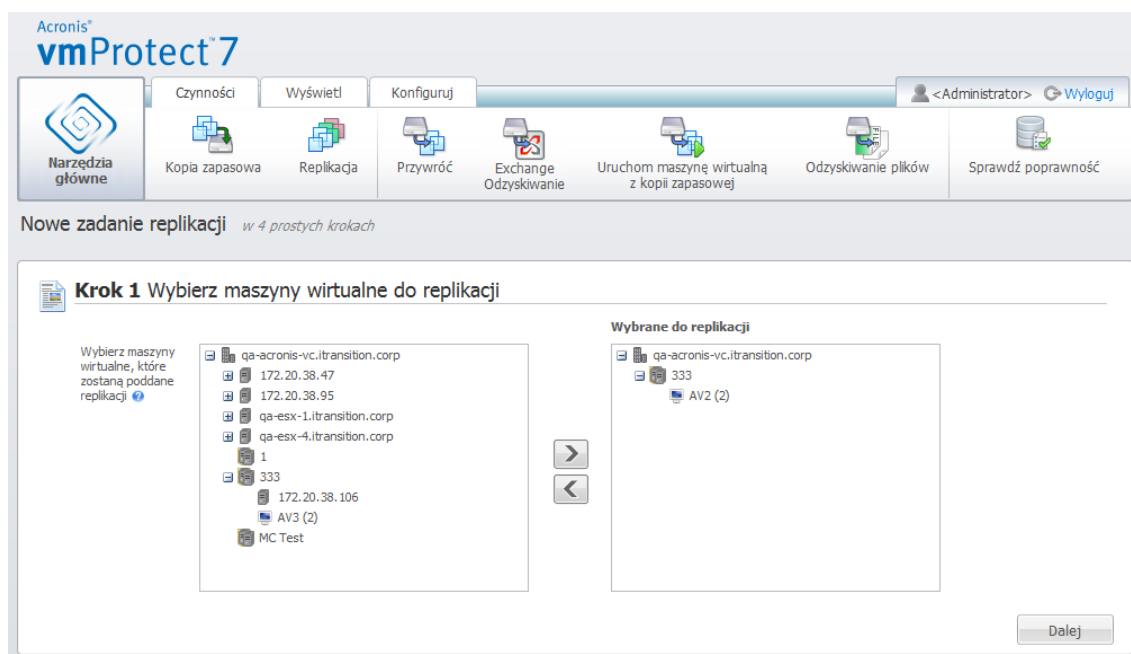 Acronis®
vmProtect™7
Czynności Wyświetl Konfiguruj <Administrator> Wyloguj
Narzędzia
główne
Kopia zapasowa
Replikacja
Przywróć
Exchange
Odzyskiwanie
Uruchom maszynę wirtualną
z kopii zapasowej
Odzyskiwanie plików
Sprawdź poprawność
Nowe zadanie replikacji w 4 prostych krokach
Krok 1 Wybierz maszyny wirtualne do replikacji
Wybierz maszyny
wirtualne, które
zostaną poddane
replikacji ?
qa-acronis-vc.itransition.corp
172.20.38.47
172.20.38.95
qa-esx-1.itransition.corp
qa-esx-4.itransition.corp
1
333
172.20.38.106
AV3 (2)
MC Test
Wybrane do replikacji
qa-acronis-vc.itransition.corp
333
AV2 (2)
Dalej